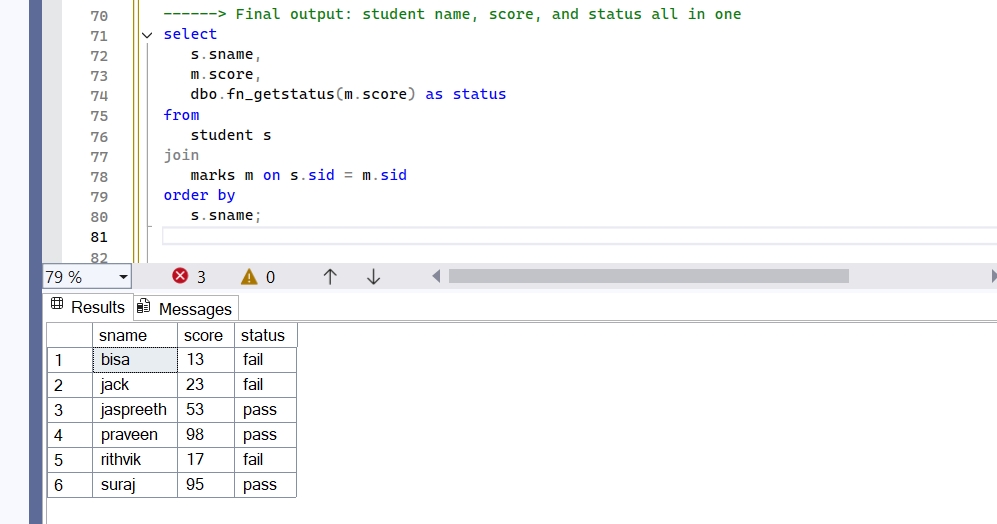 70 ------> Final output: student name, score, and status all in one
71 select
72 s.sname,
73 m.score,
74 dbo.fn_getstatus(m.score) as status
75 from
76 student s
77 join
78 marks m on s.sid = m.sid
79 order by
80 s.sname;
81
82
79 % 3 0
Results Messages
sname score status
1 bisa 13 fail
2 jack 23 fail
3 jaspreeth 53 pass
4 praveen 98 pass
5 rithvik 17 fail
6 suraj 95 pass